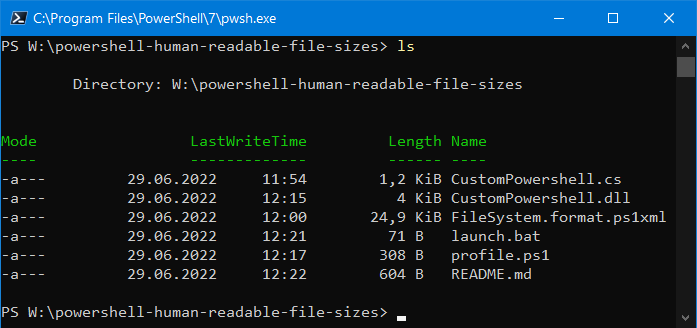 C:\Program Files\PowerShell\7\pwsh.exe
PS W:\powershell-human-readable-file-sizes> ls
Directory: W:\powershell-human-readable-file-sizes
Mode LastWriteTime Length Name
---- ------------- ------ ----
-a--- 29.06.2022 11:54 1,2 KiB CustomPowershell.cs
-a--- 29.06.2022 12:15 4 KiB CustomPowershell.dll
-a--- 29.06.2022 12:00 24,9 KiB FileSystem.format.ps1xml
-a--- 29.06.2022 12:21 71 B launch.bat
-a--- 29.06.2022 12:17 308 B profile.ps1
-a--- 29.06.2022 12:22 604 B README.md
PS W:\powershell-human-readable-file-sizes>